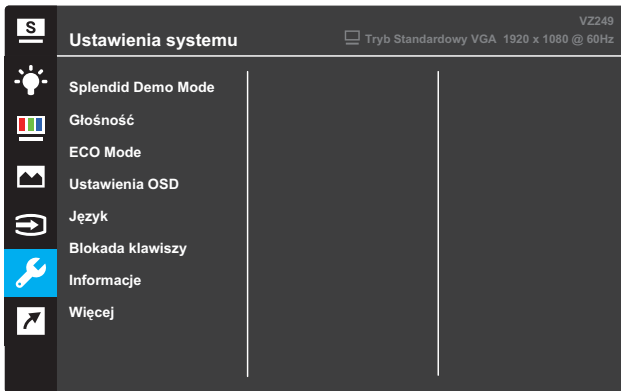 S
VZ249
Ustawienia systemu
Tryb Standardowy VGA 1920 x 1080 @ 60Hz
Splendid Demo Mode
Głośność
ECO Mode
Ustawienia OSD
Język
Blokada klawiszy
Informacje
Więcej